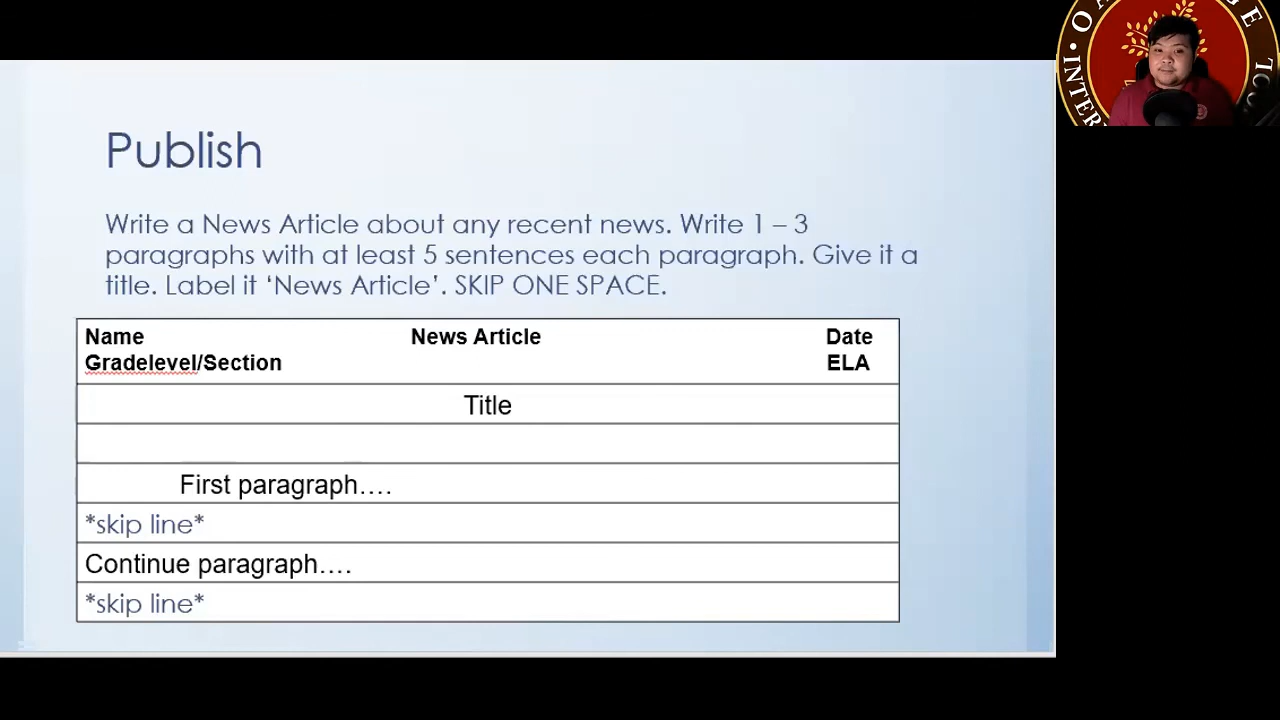 Publish
Write a News Article about any recent news. Write 1 – 3
paragraphs with at least 5 sentences each paragraph. Give it a
title. Label it ‘News Article’. SKIP ONE SPACE.
Name News Article Date
Gradelevel/Section ELA
Title
First paragraph….
*skip line*
Continue paragraph….
*skip line*